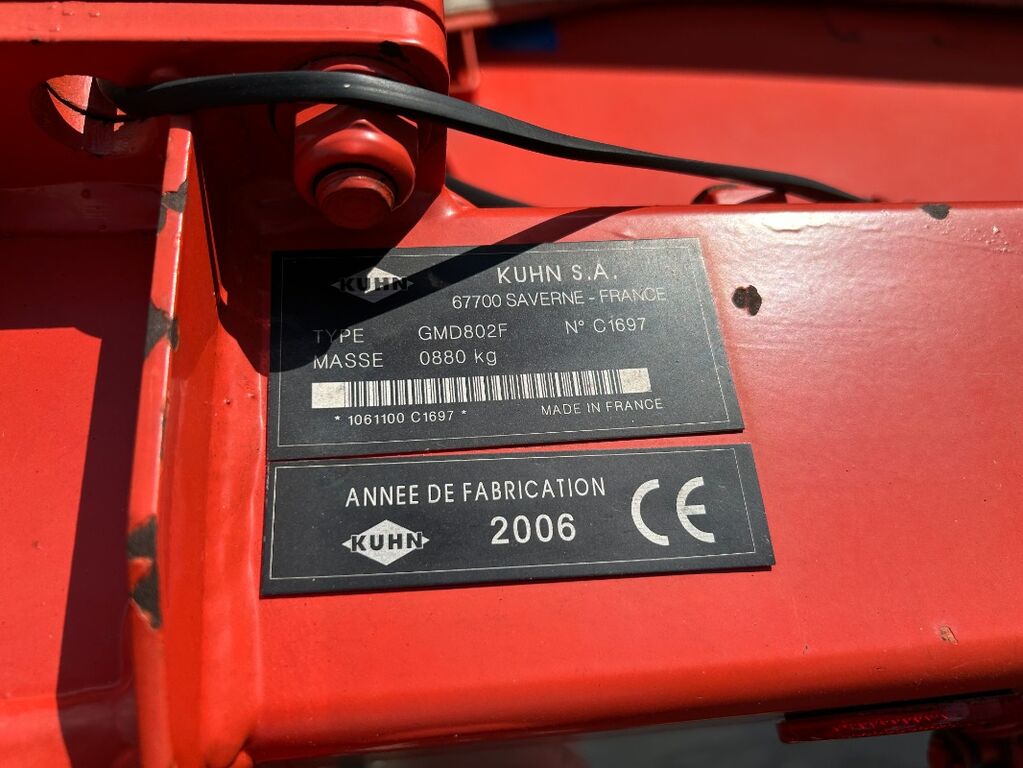 KUHN KUHN S.A.
67700 SAVERNE - FRANCE
TYPE GMD802F N° C1697
MASSE 0880 kg
* 1061100 C1697 * MADE IN FRANCE
ANNEE DE FABRICATION
KUHN 2006 CE